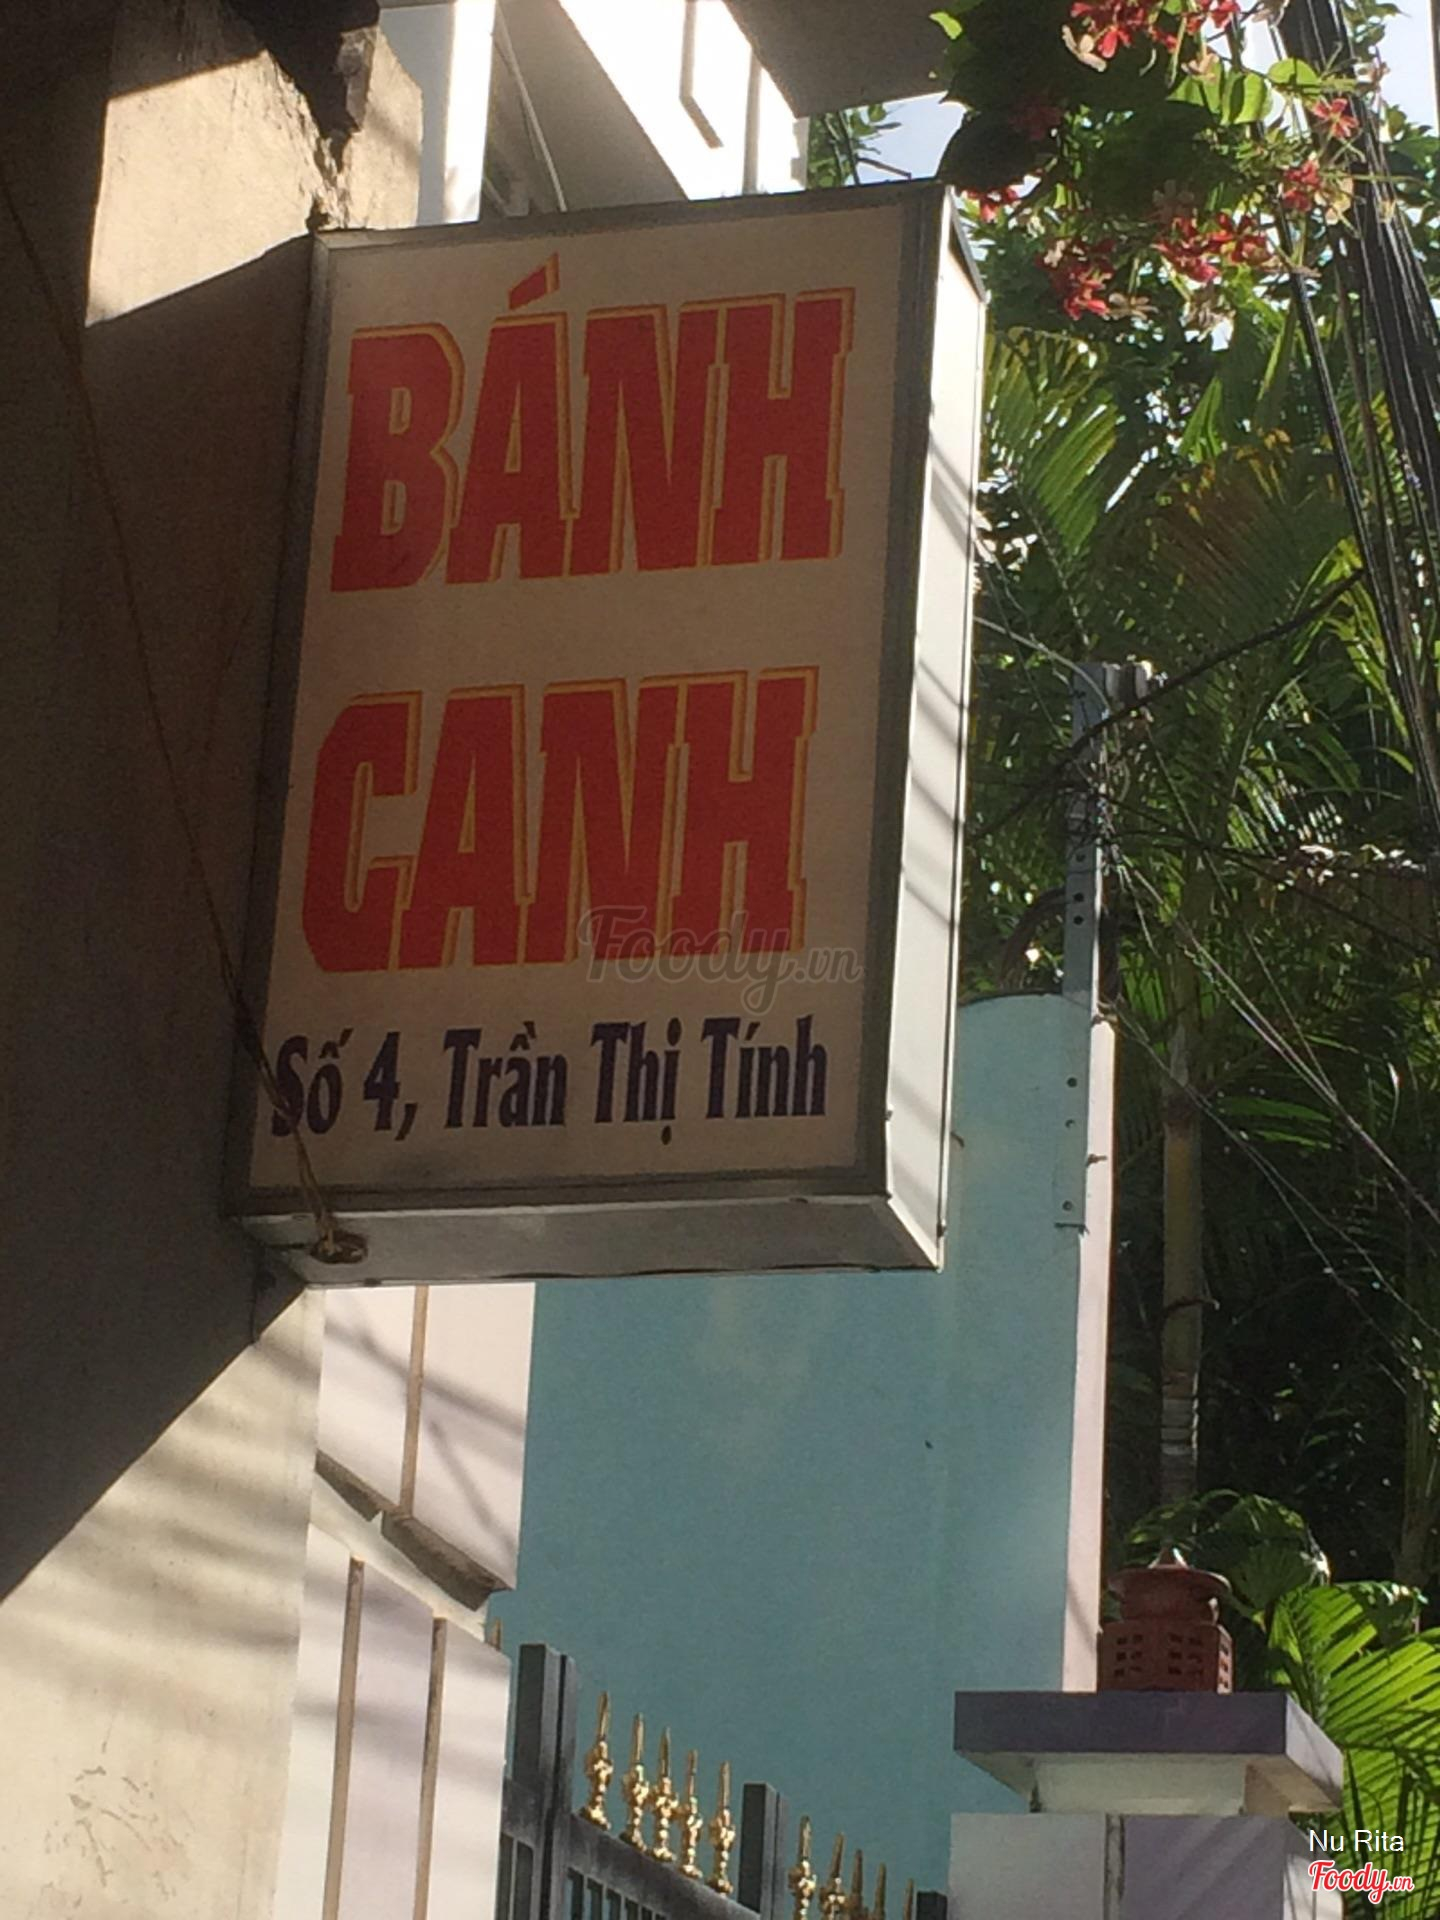 BÁNH
CANH
Foody.vn
Số 4, Trần Thị Tính
Nu Rita
Foody.vn